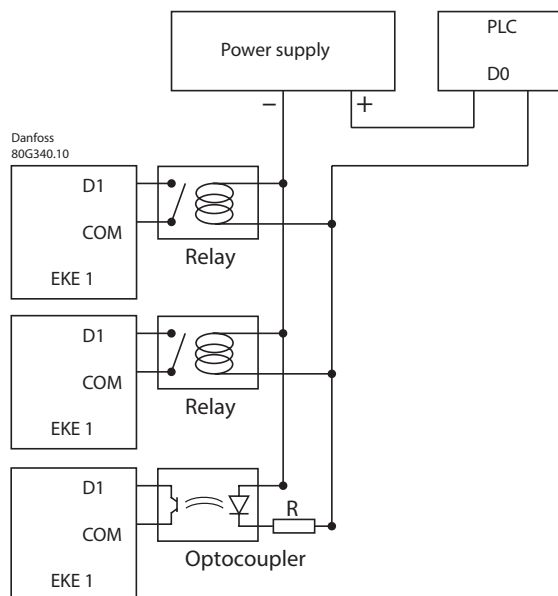 Power supply
−
+
PLC
D0
Danfoss
80G340.10
D1
COM
EKE 1
Relay
D1
COM
EKE 1
Relay
D1
COM
EKE 1
R
Optocoupler